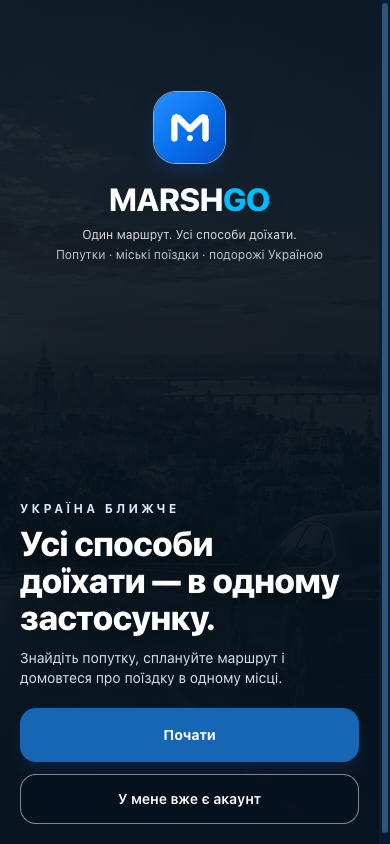 MARSHGO
Один маршрут. Усі способи доїхати.
Попутки · міські поїздки · подорожі Україною
УКРАЇНА БЛИЖЧЕ
Усі способи
доїхати — в одному
застосунку.
Знайдіть попутку, сплануйте маршрут і
домовтеся про поїздку в одному місці.
Почати
У мене вже є акаунт